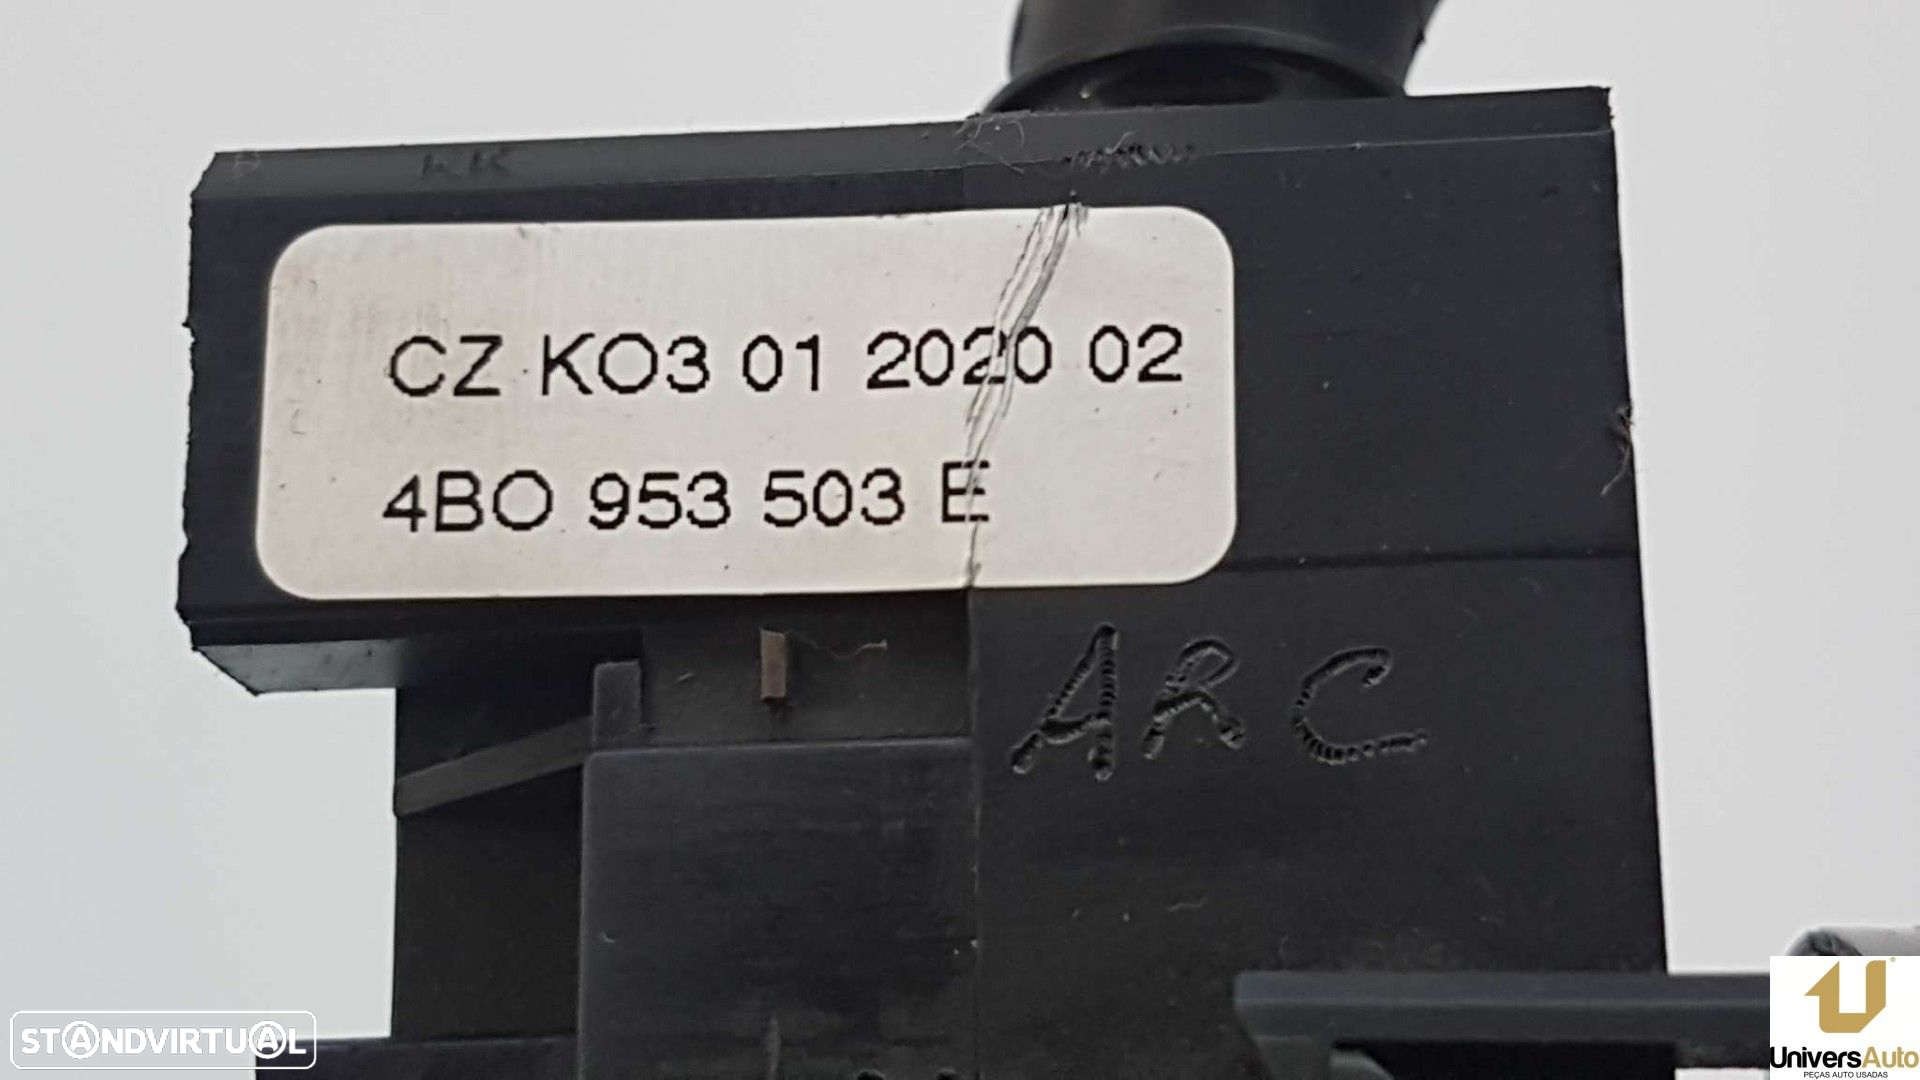 CZ KO3 01 2020 02
4BO 953 503 E
ARC
STANDVIRTUAL
UniversAuto
PEÇAS AUTO USADAS